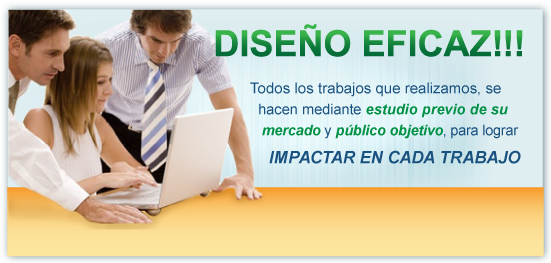 DISEÑO EFICAZ!!!
Todos los trabajos que realizamos, se
hacen mediante estudio previo de su
mercado y público objetivo, para lograr
IMPACTAR EN CADA TRABAJO